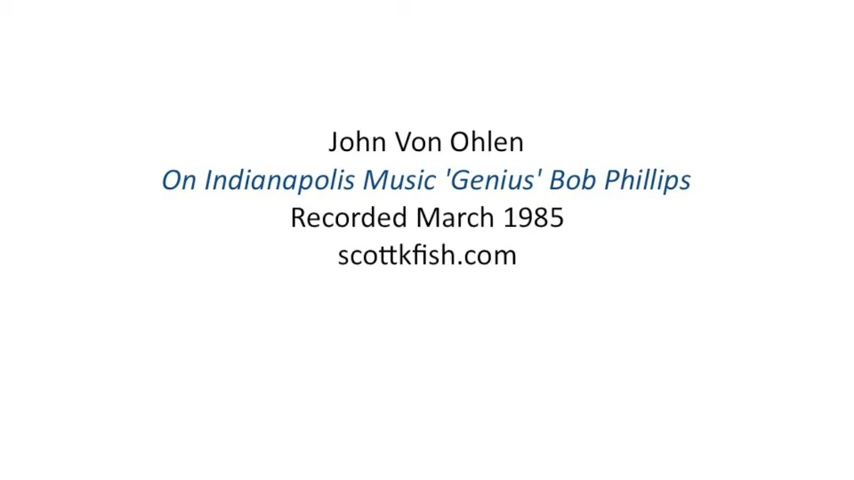 John Von Ohlen
On Indianapolis Music 'Genius' Bob Phillips
Recorded March 1985
scottkfish.com